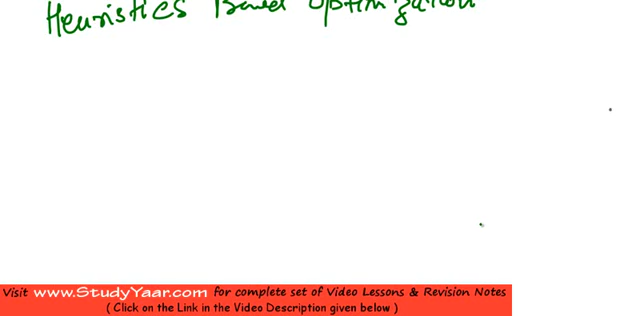 Heuristics Based Optimization
Visit www.StudyYaar.com for complete set of Video Lessons & Revision Notes
( Click on the Link in the Video Description given below )